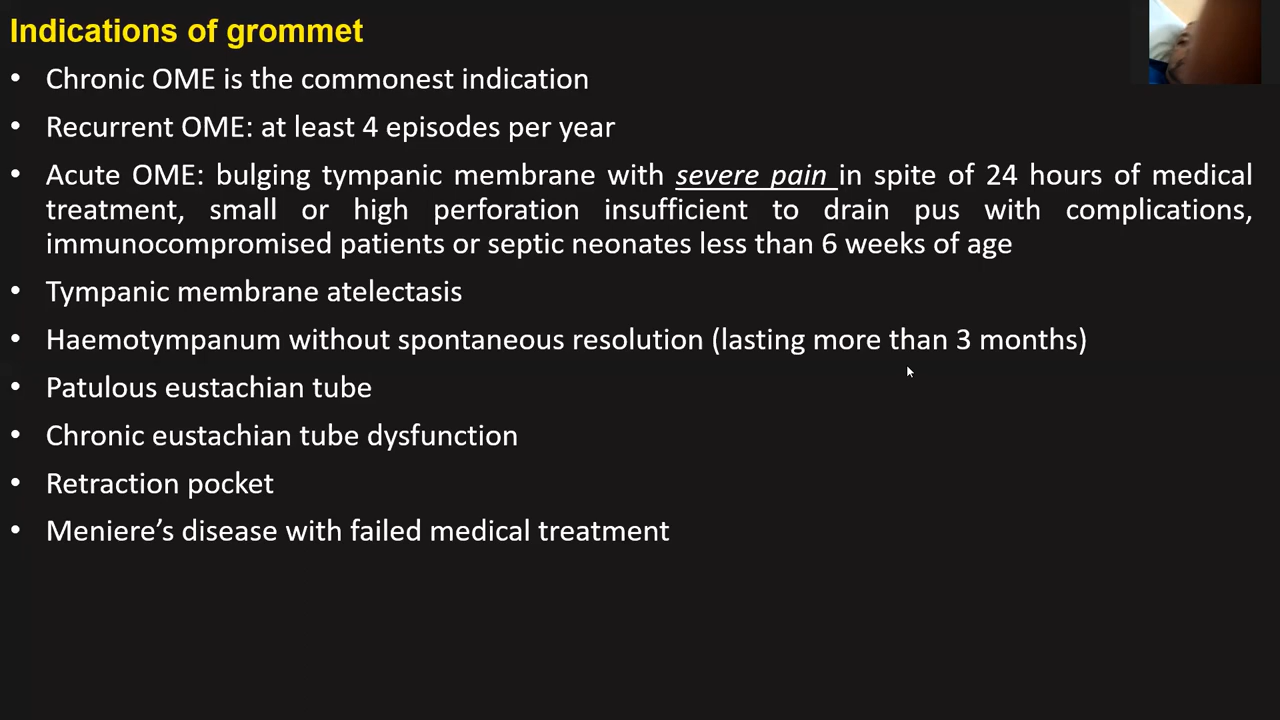 Indications of grommet
• Chronic OME is the commonest indication
• Recurrent OME: at least 4 episodes per year
• Acute OME: bulging tympanic membrane with severe pain in spite of 24 hours of medical
treatment, small or high perforation insufficient to drain pus with complications,
immunocompromised patients or septic neonates less than 6 weeks of age
• Tympanic membrane atelectasis
• Haemotympanum without spontaneous resolution (lasting more than 3 months)
• Patulous eustachian tube
• Chronic eustachian tube dysfunction
• Retraction pocket
• Meniere’s disease with failed medical treatment